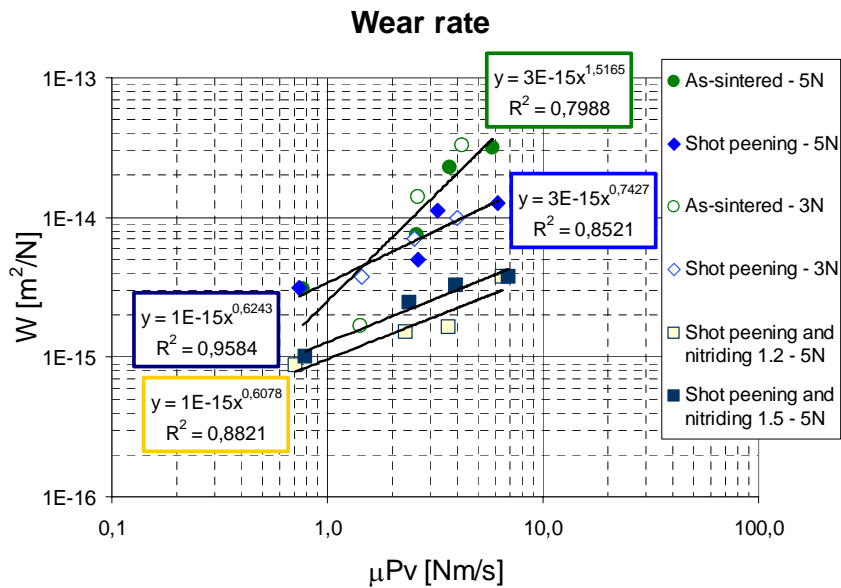 Wear rate
1E-13
1E-14
1E-15
1E-16
W [m²/N]
0,1
1,0
10,0
100,0
µPv [Nm/s]
y = 3E-15x^1,5165
R² = 0,7988
y = 3E-15x^0,7427
R² = 0,8521
y = 1E-15x^0,6243
R² = 0,9584
y = 1E-15x^0,6078
R² = 0,8821
As-sintered - 5N
Shot peening - 5N
As-sintered - 3N
Shot peening - 3N
Shot peening and
nitriding 1.2 - 5N
Shot peening and
nitriding 1.5 - 5N